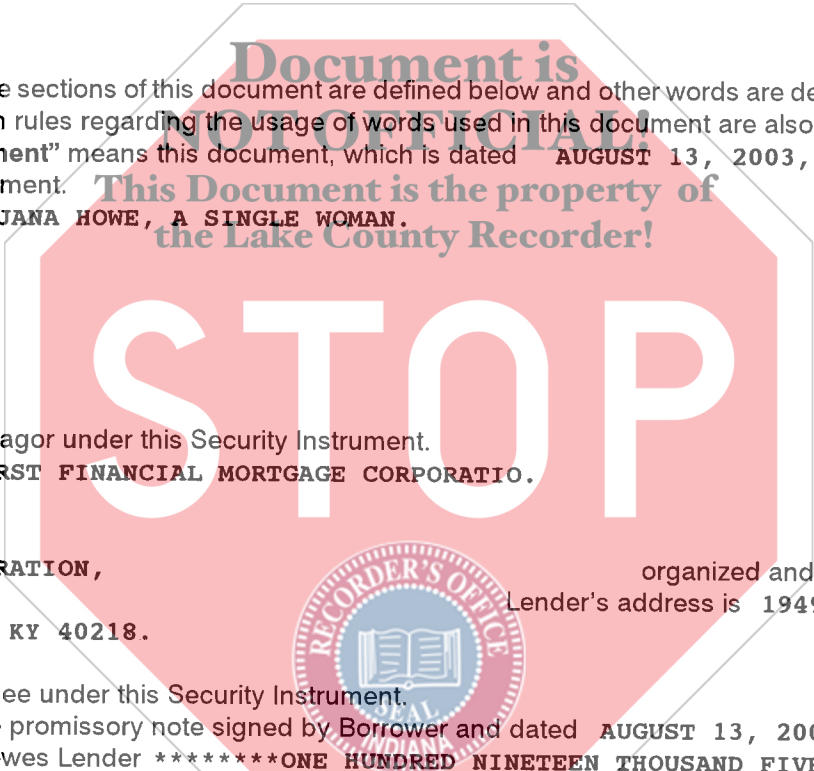 Document is
e sections of this document are defined below and other words are de
n rules regarding the usage of words used in this document are also
NOT OFFICIAL!
nent” means this document, which is dated AUGUST 13, 2003,
ment.
This Document is the property of
JANA HOWE, A SINGLE WOMAN.
the Lake County Recorder!
STOP
agor under this Security Instrument.
RST FINANCIAL MORTGAGE CORPORATIO.
RATION, organized and
Lender's address is 1949
KY 40218.
RECORDER'S OFFICE
SEAL
INDIANA
ee under this Security Instrument.
promissory note signed by Borrower and dated AUGUST 13, 200
wes Lender ********ONE HUNDRED NINETEEN THOUSAND FIVE